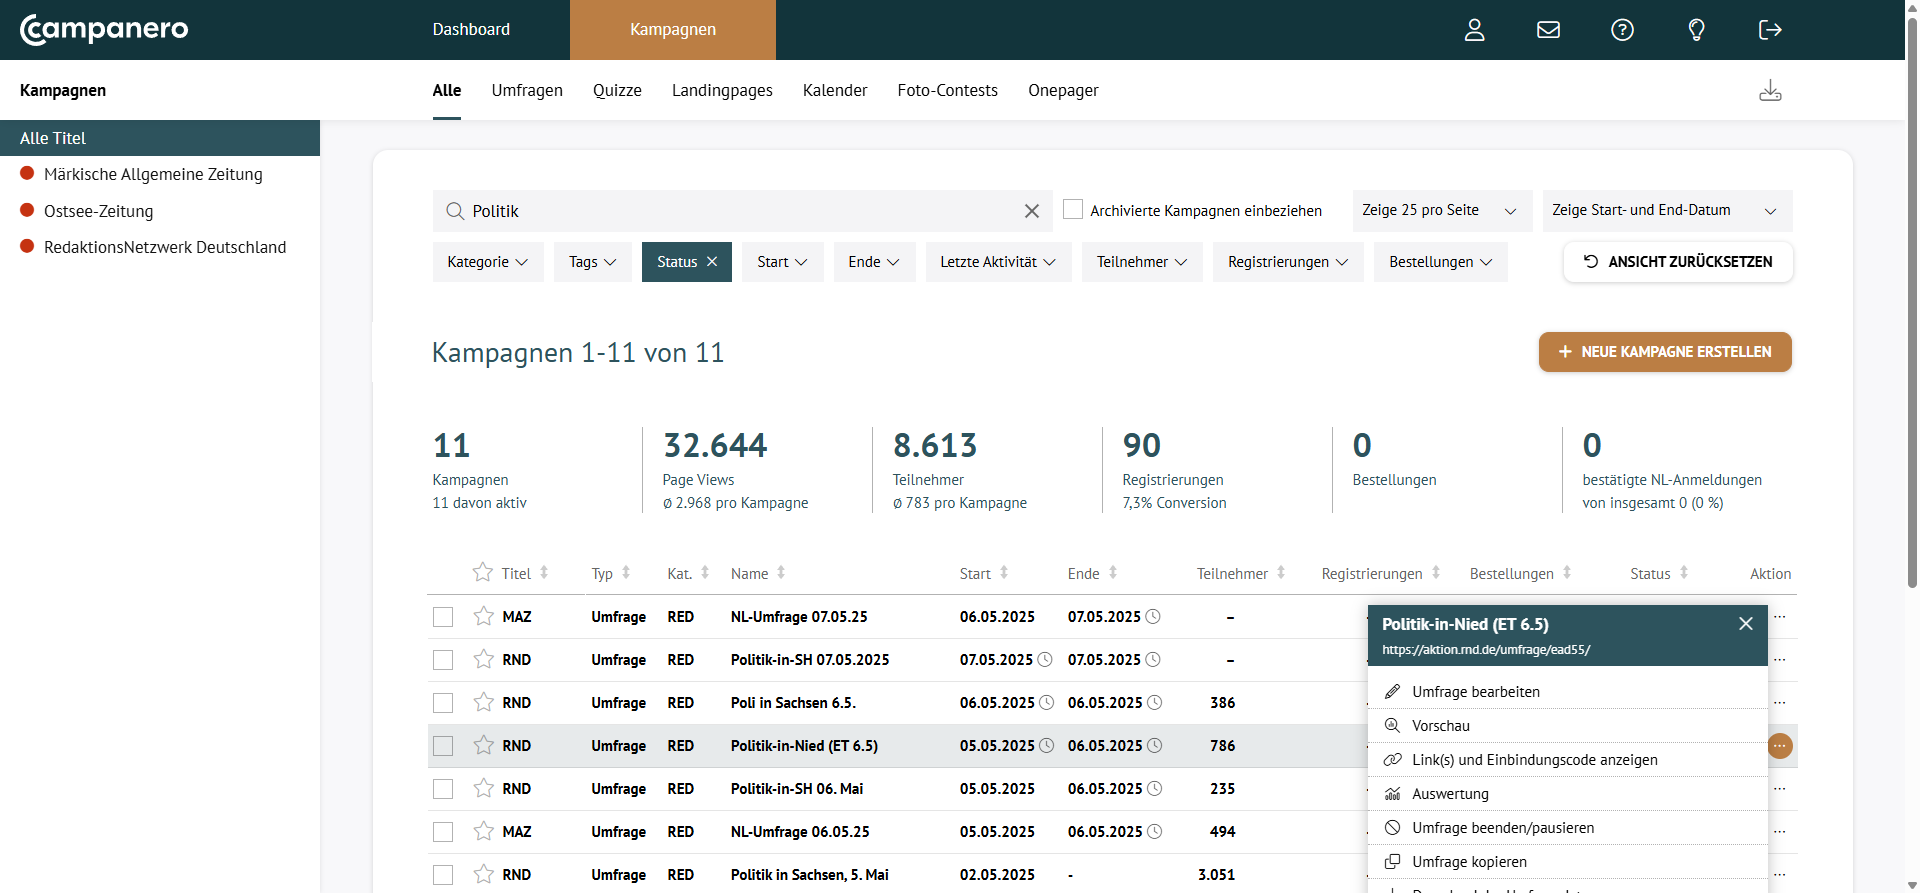 campanero
Dashboard
Kampagnen
Kampagnen
Alle
Umfragen
Quizze
Landingpages
Kalender
Foto-Contests
Onepager
Alle Titel
Märkische Allgemeine Zeitung
Ostsee-Zeitung
RedaktionsNetzwerk Deutschland
Politik
Archivierte Kampagnen einbeziehen
Zeige 25 pro Seite
Zeige Start- und End-Datum
Kategorie
Tags
Status
Start
Ende
Letzte Aktivität
Teilnehmer
Registrierungen
Bestellungen
ANSICHT ZURÜCKSETZEN
Kampagnen 1-11 von 11
+ NEUE KAMPAGNE ERSTELLEN
11
Kampagnen
11 davon aktiv
32.644
Page Views
ø 2.968 pro Kampagne
8.613
Teilnehmer
ø 783 pro Kampagne
90
Registrierungen
7,3% Conversion
0
Bestellungen
0
bestätigte NL-Anmeldungen
von insgesamt 0 (0 %)
Titel Typ Kat. Name Start Ende Teilnehmer Registrierungen Bestellungen Status Aktion
MAZ Umfrage RED NL-Umfrage 07.05.25 06.05.2025 07.05.2025 –
RND Umfrage RED Politik-in-SH 07.05.2025 07.05.2025 07.05.2025 –
RND Umfrage RED Poli in Sachsen 6.5. 06.05.2025 06.05.2025 386
RND Umfrage RED Politik-in-Nied (ET 6.5) 05.05.2025 06.05.2025 786
RND Umfrage RED Politik-in-SH 06. Mai 05.05.2025 06.05.2025 235
MAZ Umfrage RED NL-Umfrage 06.05.25 05.05.2025 06.05.2025 494
RND Umfrage RED Politik in Sachsen, 5. Mai 02.05.2025 - 3.051
Politik-in-Nied (ET 6.5)
https://aktion.rnd.de/umfrage/ead55/
Umfrage bearbeiten
Vorschau
Link(s) und Einbindungscode anzeigen
Auswertung
Umfrage beenden/pausieren
Umfrage kopieren